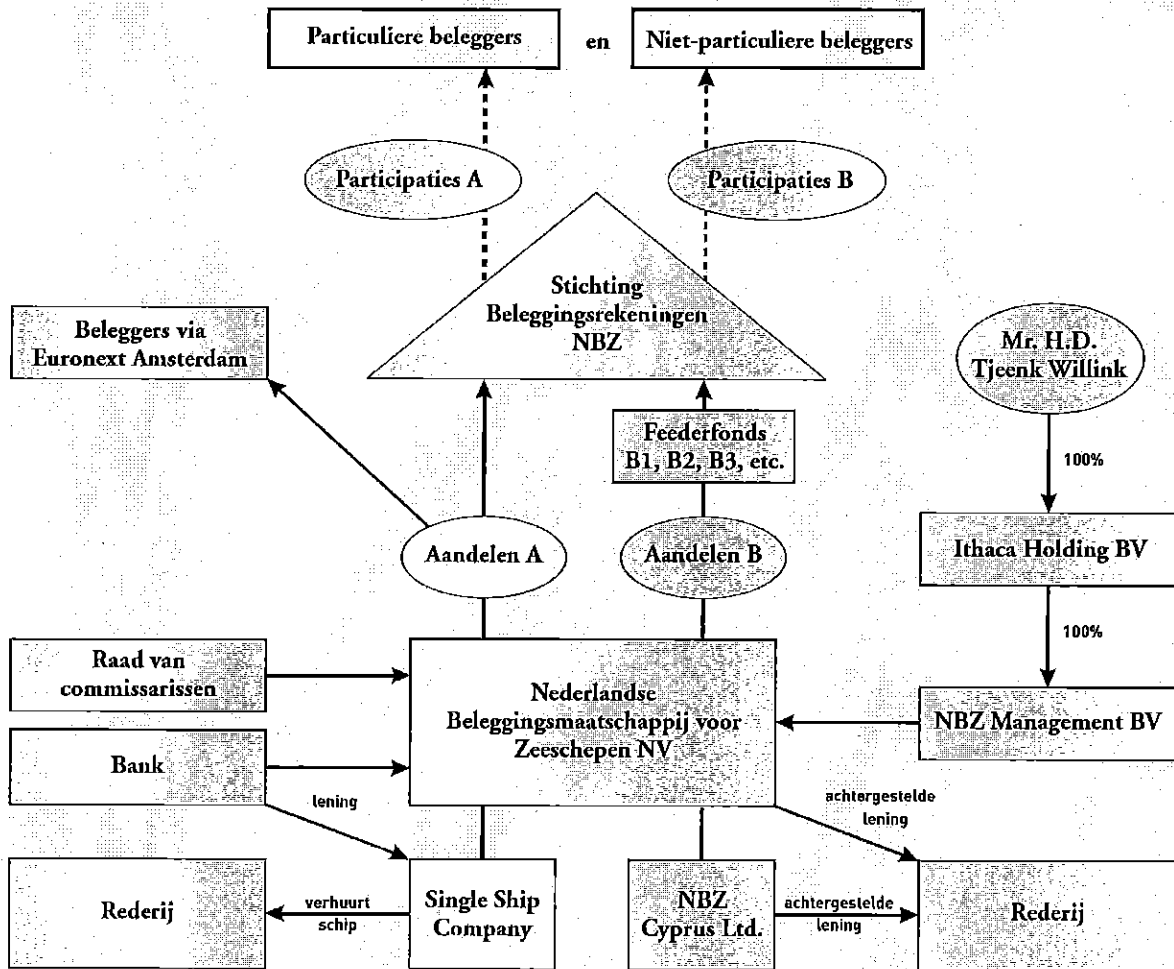 Particuliere beleggers
en
Niet-particuliere beleggers
Participaties A
Participaties B
Stichting
Beleggingsrekeningen
NBZ
Beleggers via
Euronext Amsterdam
Mr. H.D.
Tjeenk Willink
Feederfonds
B1, B2, B3, etc.
100%
Aandelen A
Aandelen B
Ithaca Holding BV
100%
Raad van
commissarissen
Nederlandse
Beleggingsmaatschappij voor
Zeeschepen NV
NBZ Management BV
Bank
lening
achtergestelde
lening
Rederij
verhuurt
schip
Single Ship
Company
NBZ
Cyprus Ltd.
achtergestelde
lening
Rederij